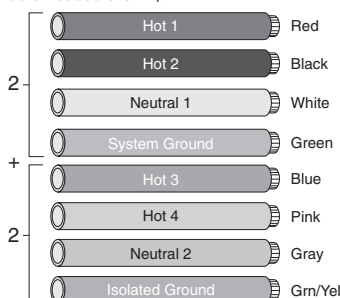 Hot 1 Red
Hot 2 Black
2
Neutral 1 White
System Ground Green
+
Hot 3 Blue
Hot 4 Pink
2
Neutral 2 Gray
Isolated Ground Grn/Yel